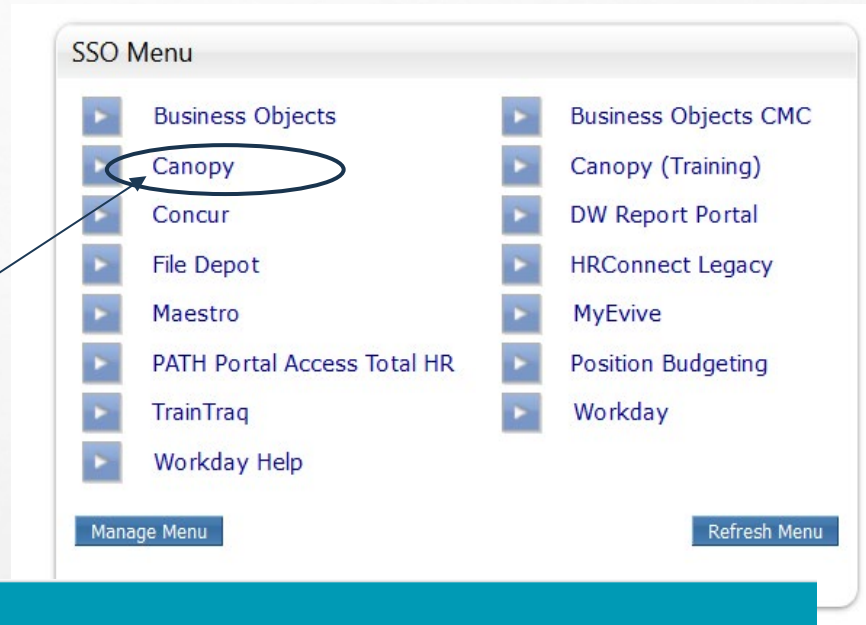 SSO Menu
Business Objects
Business Objects CMC
Canopy
Canopy (Training)
Concur
DW Report Portal
File Depot
HRConnect Legacy
Maestro
MyEvive
PATH Portal Access Total HR
Position Budgeting
TrainTraq
Workday
Workday Help
Manage Menu
Refresh Menu